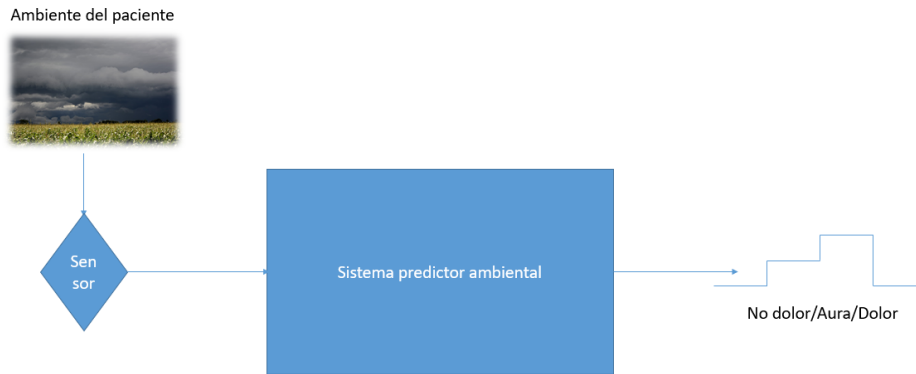 Ambiente del paciente
Sen
sor
Sistema predictor ambiental
No dolor/Aura/Dolor